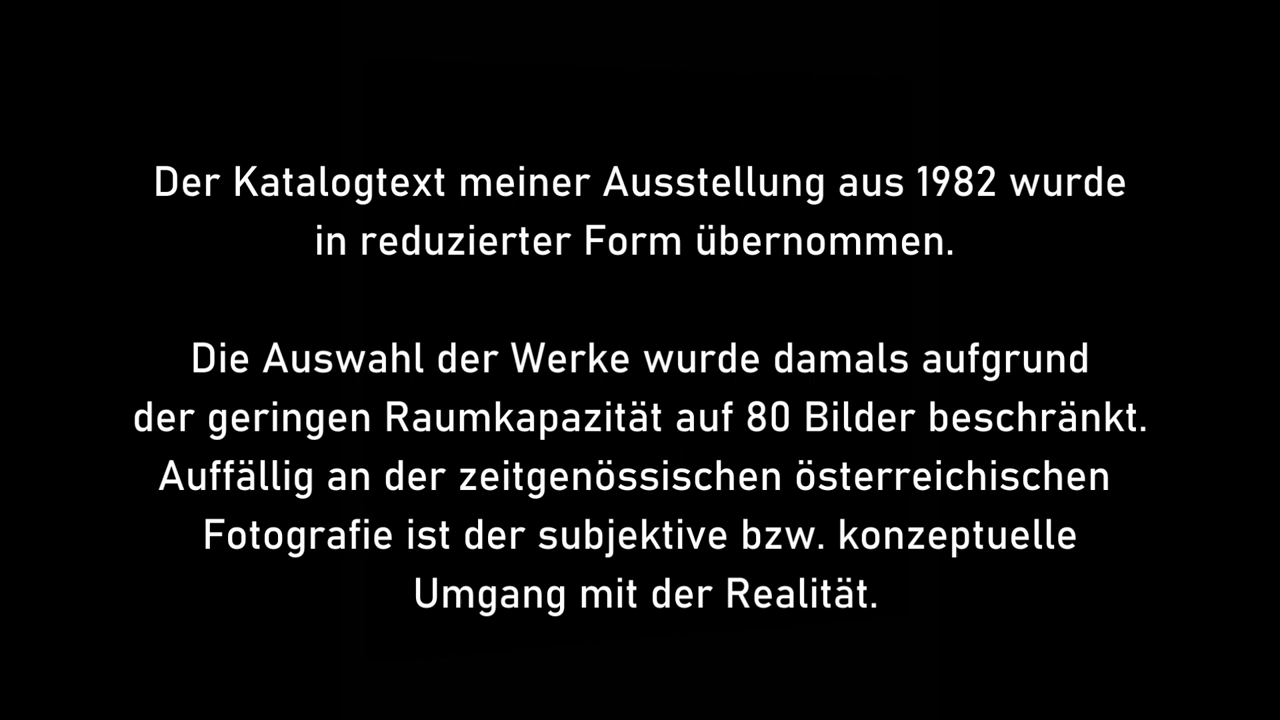 Der Katalogtext meiner Ausstellung aus 1982 wurde
in reduzierter Form übernommen.
Die Auswahl der Werke wurde damals aufgrund
der geringen Raumkapazität auf 80 Bilder beschränkt.
Auffällig an der zeitgenössischen österreichischen
Fotografie ist der subjektive bzw. konzeptuelle
Umgang mit der Realität.